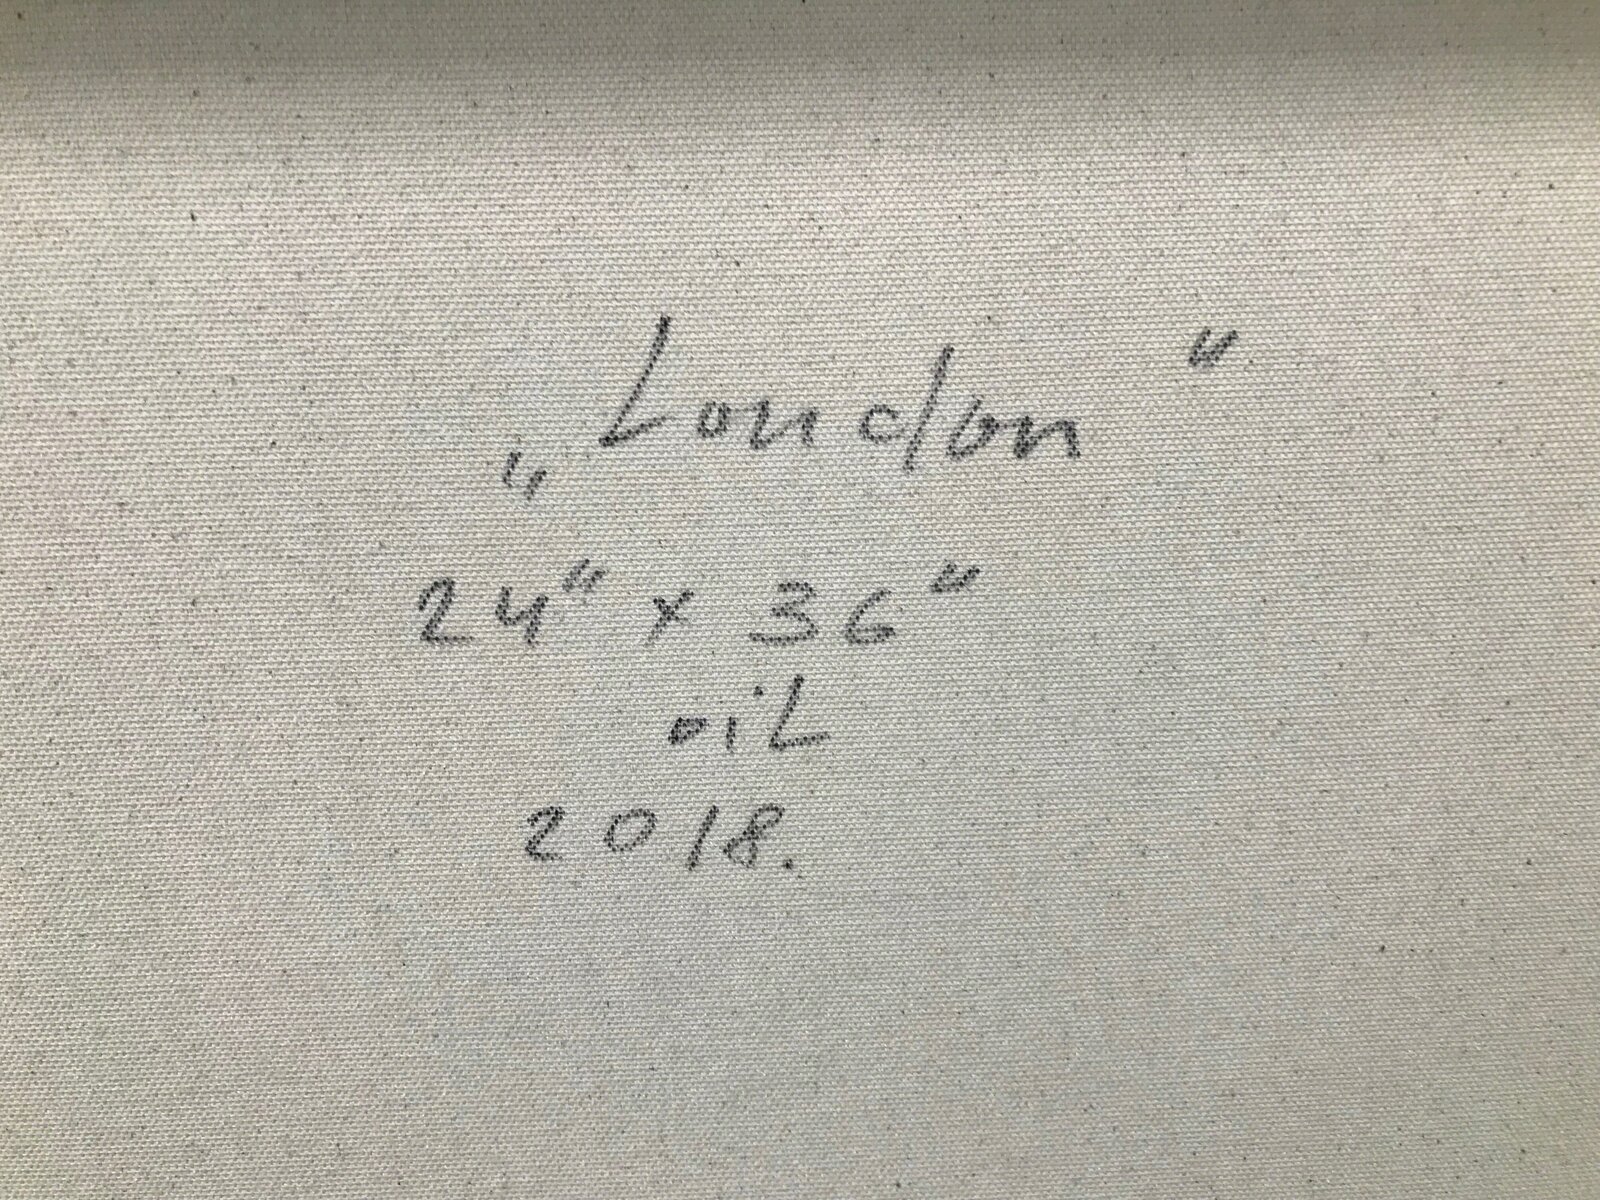 „London“
24" x 36"
oiL
2018.